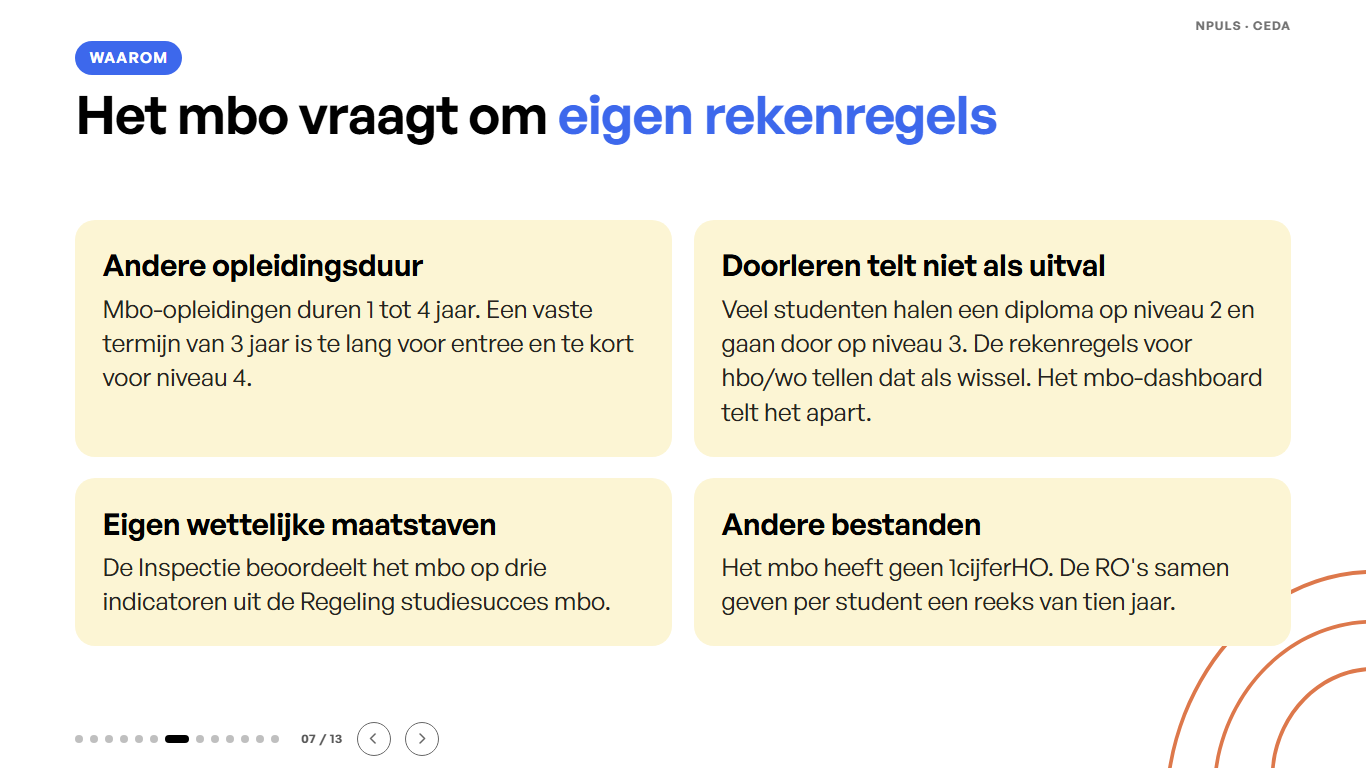 NPULS · CEDA
WAAROM
Het mbo vraagt om eigen rekenregels
Andere opleidingsduur
Mbo-opleidingen duren 1 tot 4 jaar. Een vaste
termijn van 3 jaar is te lang voor entree en te kort
voor niveau 4.
Doorleren telt niet als uitval
Veel studenten halen een diploma op niveau 2 en
gaan door op niveau 3. De rekenregels voor
hbo/wo tellen dat als wissel. Het mbo-dashboard
telt het apart.
Eigen wettelijke maatstaven
De Inspectie beoordeelt het mbo op drie
indicatoren uit de Regeling studiesucces mbo.
Andere bestanden
Het mbo heeft geen 1cijferHO. De RO's samen
geven per student een reeks van tien jaar.
07 / 13